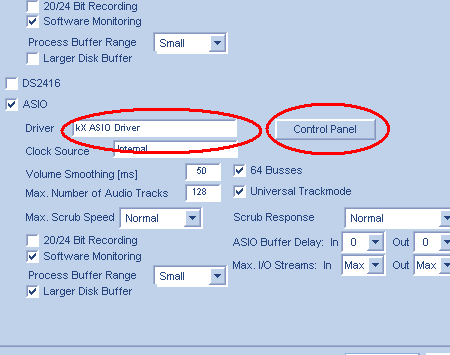 20/24 Bit Recording
Software Monitoring
Process Buffer Range Small
Larger Disk Buffer
DS2416
ASIO
Driver kX ASIO Driver Control Panel
Clock Source Internal
Volume Smoothing [ms] 50 64 Busses
Max. Number of Audio Tracks 128 Universal Trackmode
Max. Scrub Speed Normal Scrub Response Normal
20/24 Bit Recording ASIO Buffer Delay: In 0 Out 0
Software Monitoring Max. I/O Streams: In Max Out Max
Process Buffer Range Small
Larger Disk Buffer